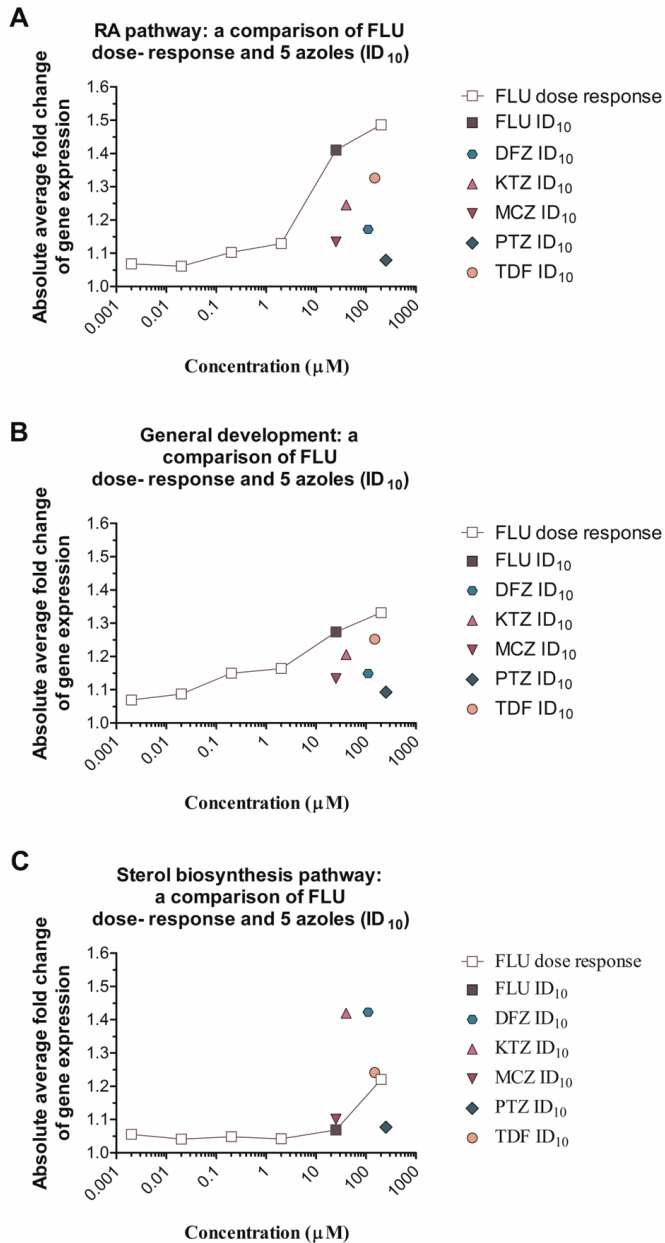 A
RA pathway: a comparison of FLU
dose- response and 5 azoles (ID10)
Absolute average fold change
of gene expression
1.6
1.5
1.4
1.3
1.2
1.1
1.0
0.001
0.01
0.1
1
10
100
1000
Concentration (μM)
FLU dose response
FLU ID10
DFZ ID10
KTZ ID10
MCZ ID10
PTZ ID10
TDF ID10
B
General development: a
comparison of FLU
dose- response and 5 azoles (ID10)
Absolute average fold change
of gene expression
1.6
1.5
1.4
1.3
1.2
1.1
1.0
0.001
0.01
0.1
1
10
100
1000
Concentration (μM)
FLU dose response
FLU ID10
DFZ ID10
KTZ ID10
MCZ ID10
PTZ ID10
TDF ID10
C
Sterol biosynthesis pathway:
a comparison of FLU
dose- response and 5 azoles (ID10)
Absolute average fold change
of gene expression
1.6
1.5
1.4
1.3
1.2
1.1
1.0
0.001
0.01
0.1
1
10
100
1000
Concentration (μM)
FLU dose response
FLU ID10
DFZ ID10
KTZ ID10
MCZ ID10
PTZ ID10
TDF ID10